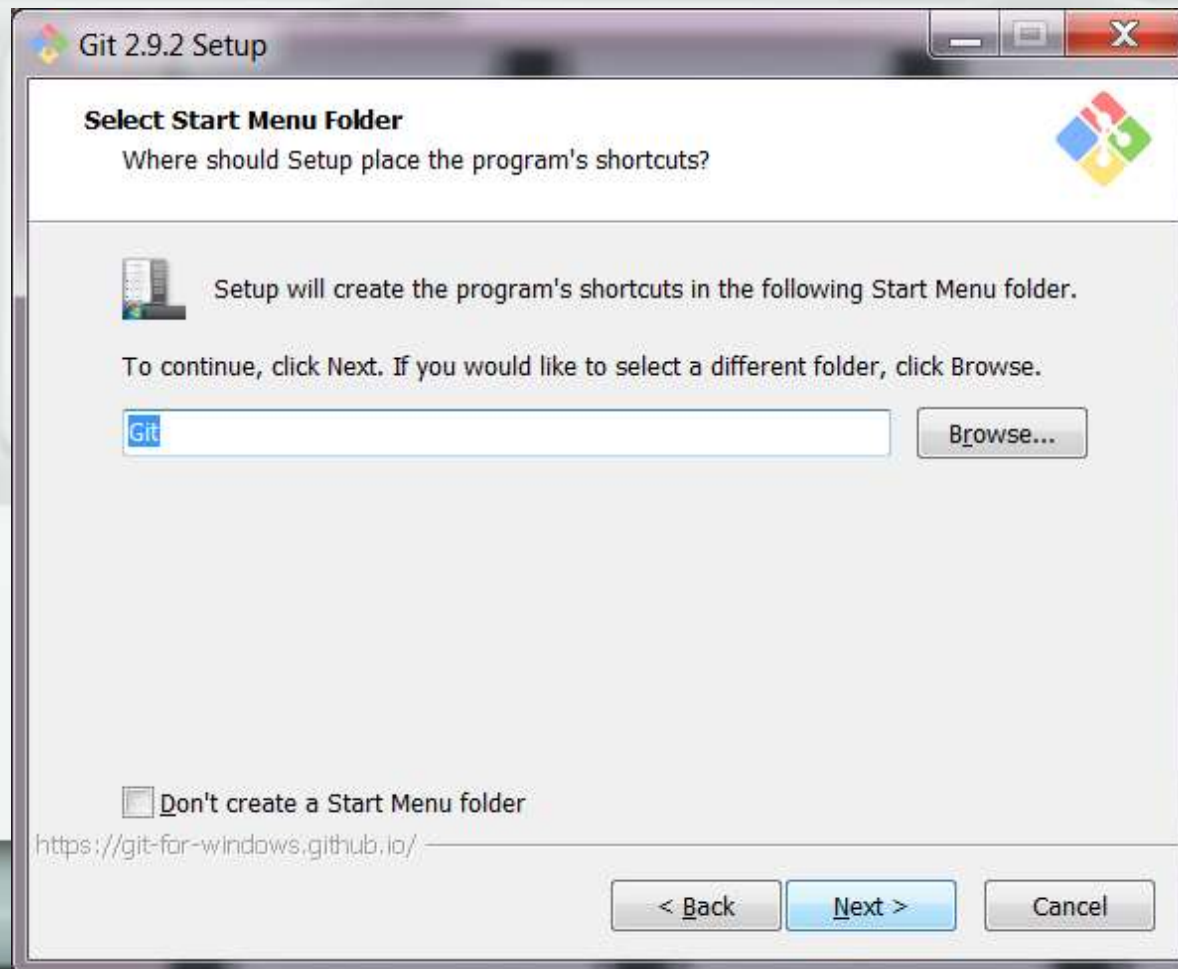 Git 2.9.2 Setup
Select Start Menu Folder
Where should Setup place the program's shortcuts?
Setup will create the program's shortcuts in the following Start Menu folder.
To continue, click Next. If you would like to select a different folder, click Browse.
Git
Browse...
Don't create a Start Menu folder
https://git-for-windows.github.io/
< Back
Next >
Cancel